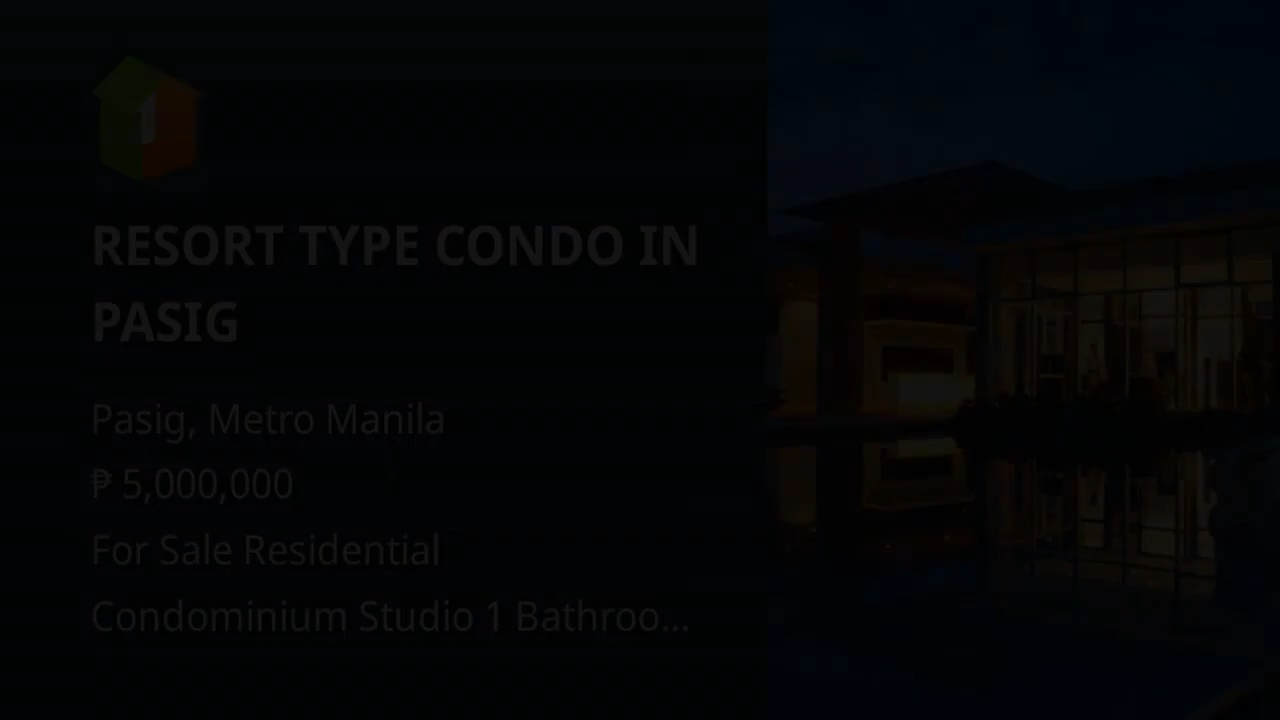 RESORT TYPE CONDO IN
PASIG
Pasig, Metro Manila
₱ 5,000,000
For Sale Residential
Condominium Studio 1 Bathroo...